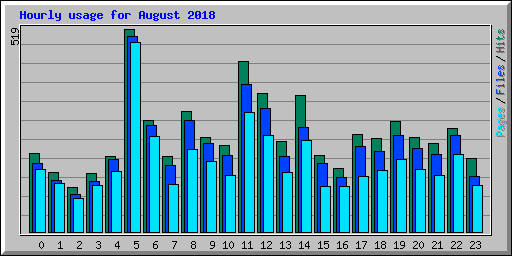 Hourly usage for August 2018
519
Pages / Files / Hits
0 1 2 3 4 5 6 7 8 9 10 11 12 13 14 15 16 17 18 19 20 21 22 23